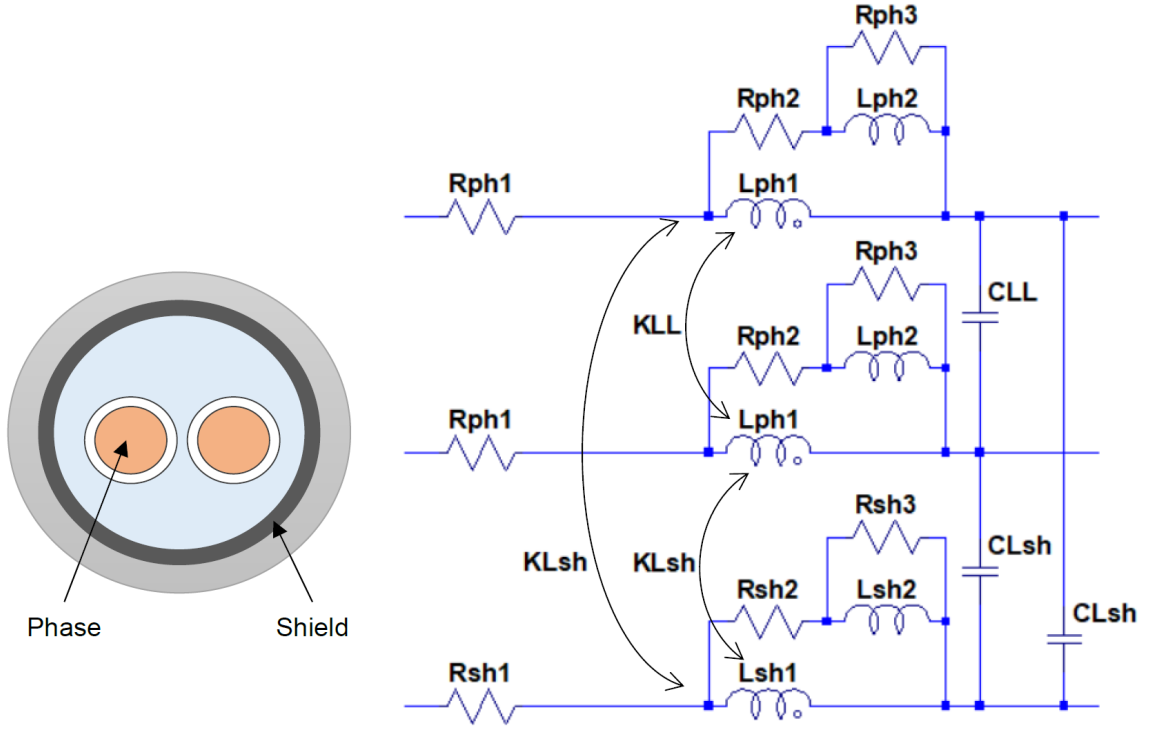 Rph3
Rph2
Lph2
Rph1
Lph1
Rph3
CLL
KLL
Rph2
Lph2
Rph1
Lph1
Rsh3
CLsh
KLsh
KLsh
Rsh2
Lsh2
CLsh
Phase
Shield
Rsh1
Lsh1